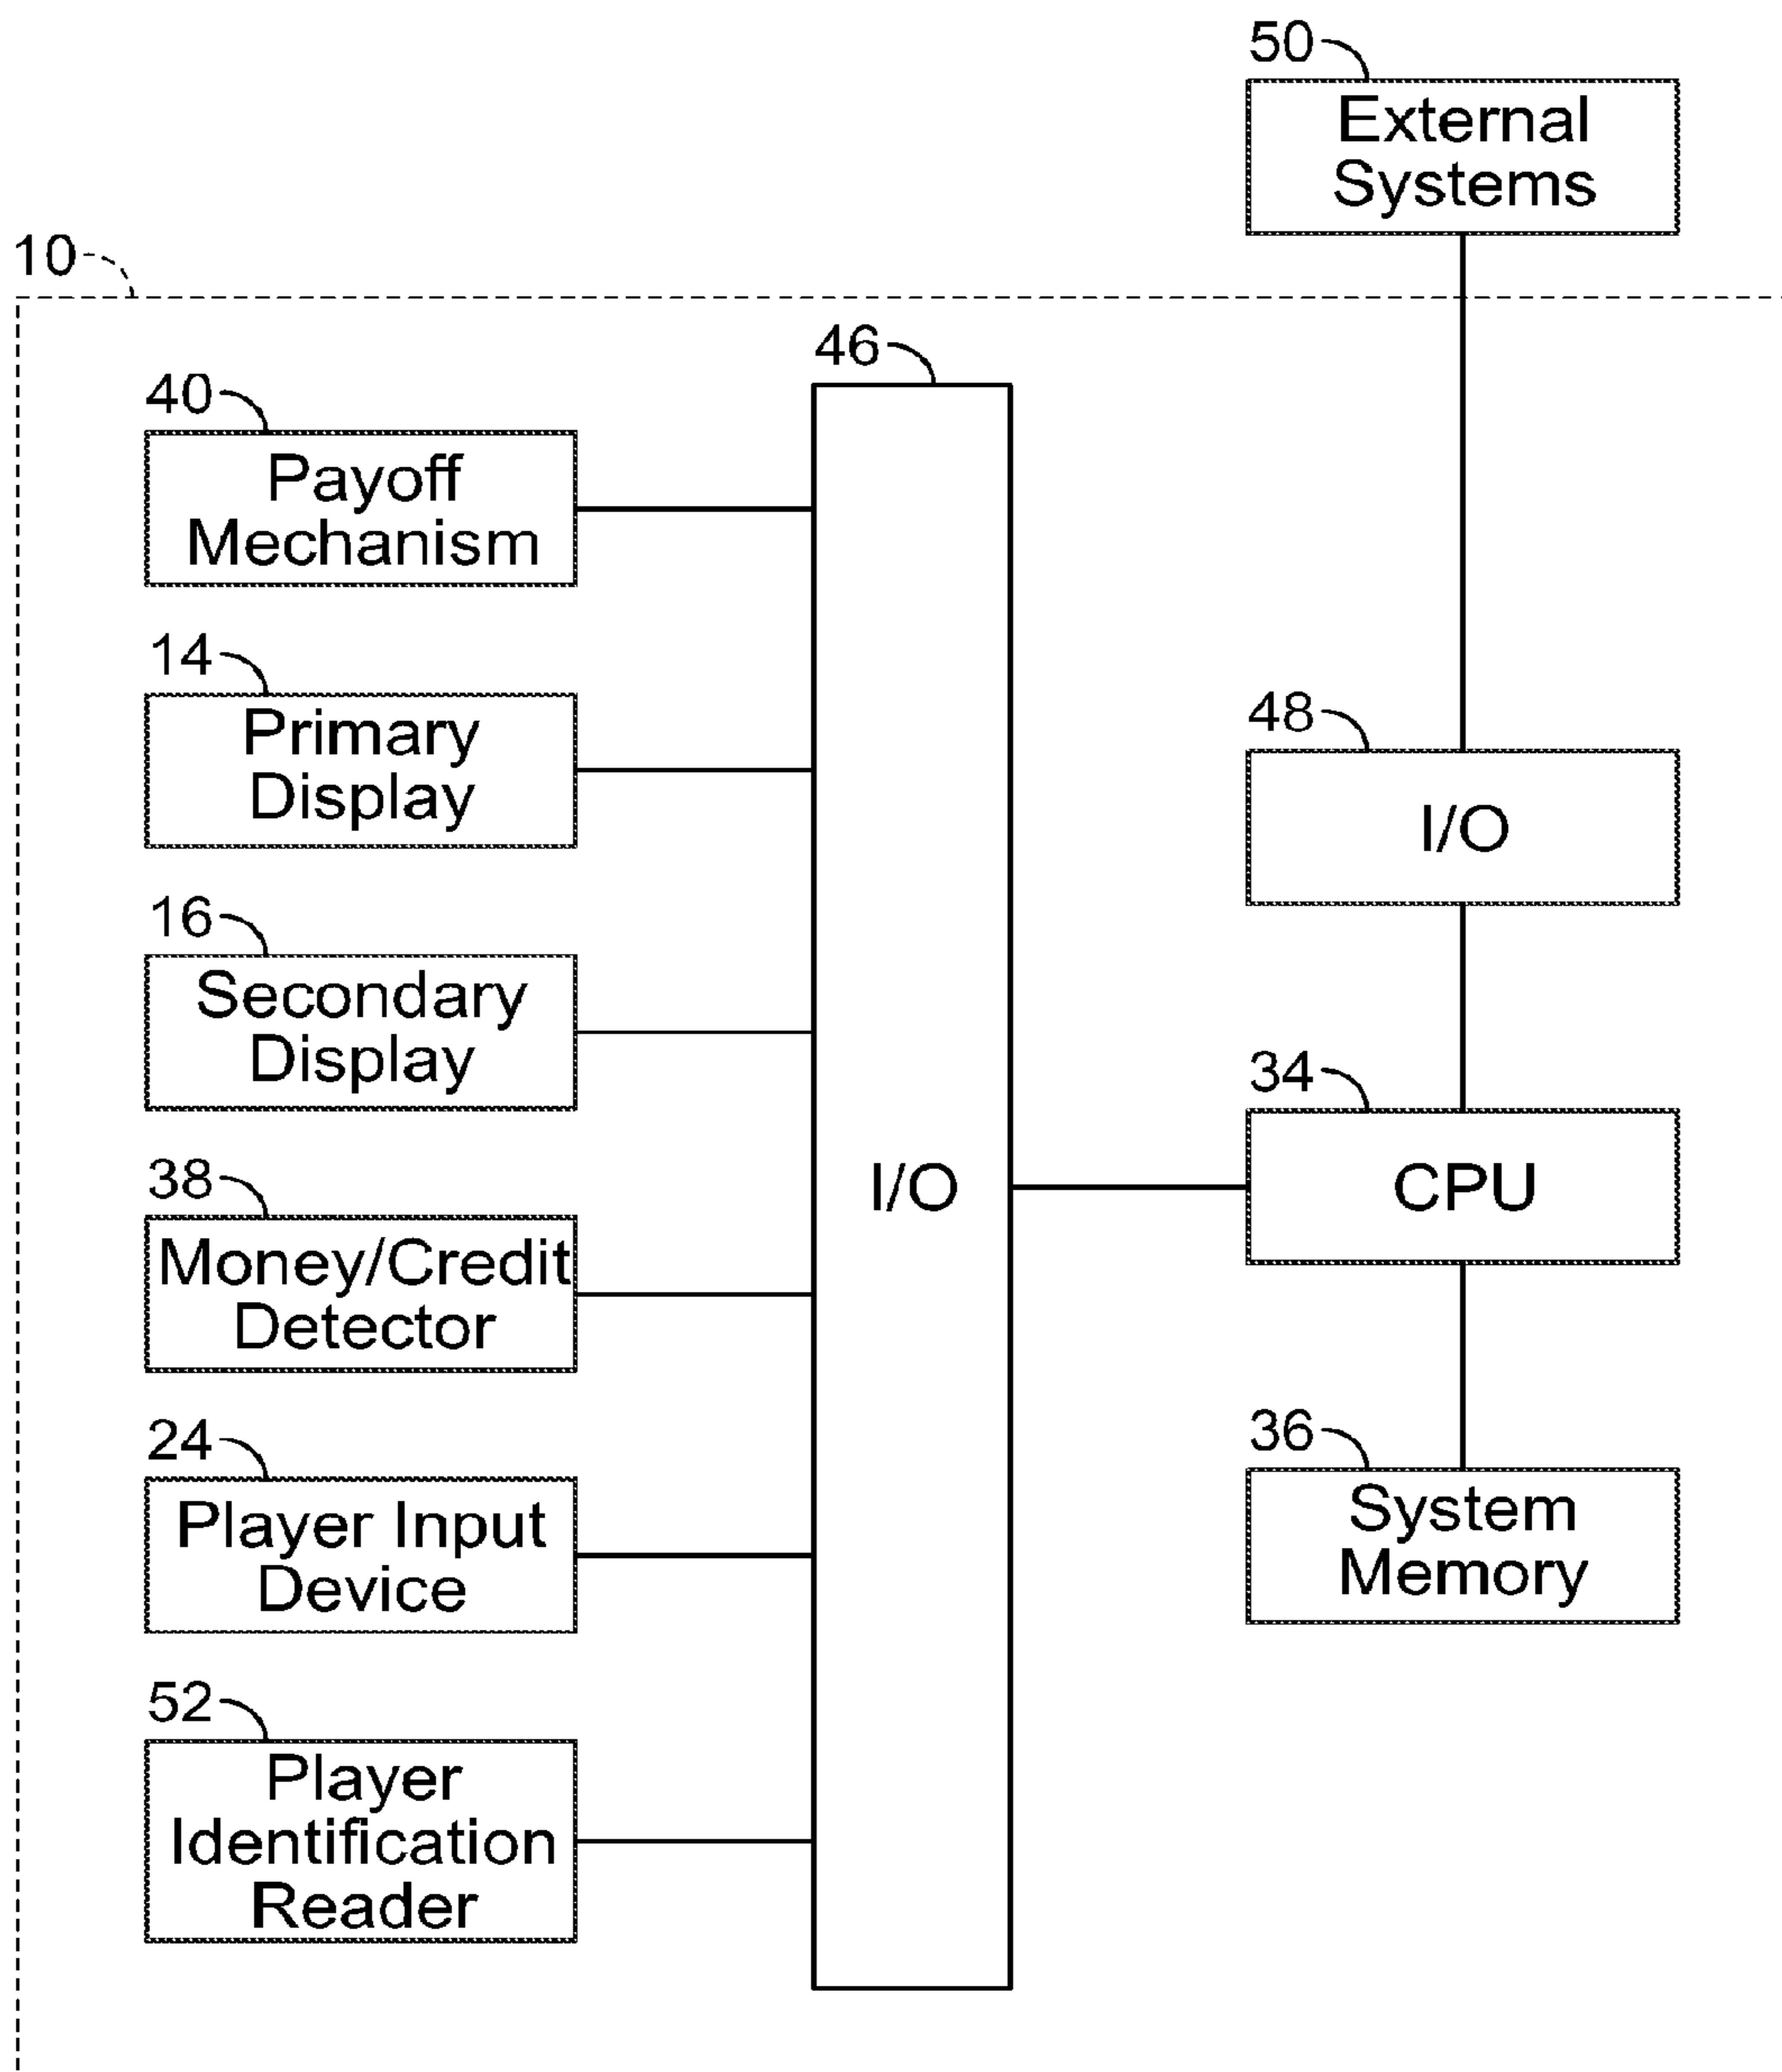 50
External
Systems
10
46
40
Payoff
Mechanism
14
Primary
Display
48
I/O
16
Secondary
Display
34
CPU
I/O
38
Money/Credit
Detector
24
Player Input
Device
36
System
Memory
52
Player
Identification
Reader